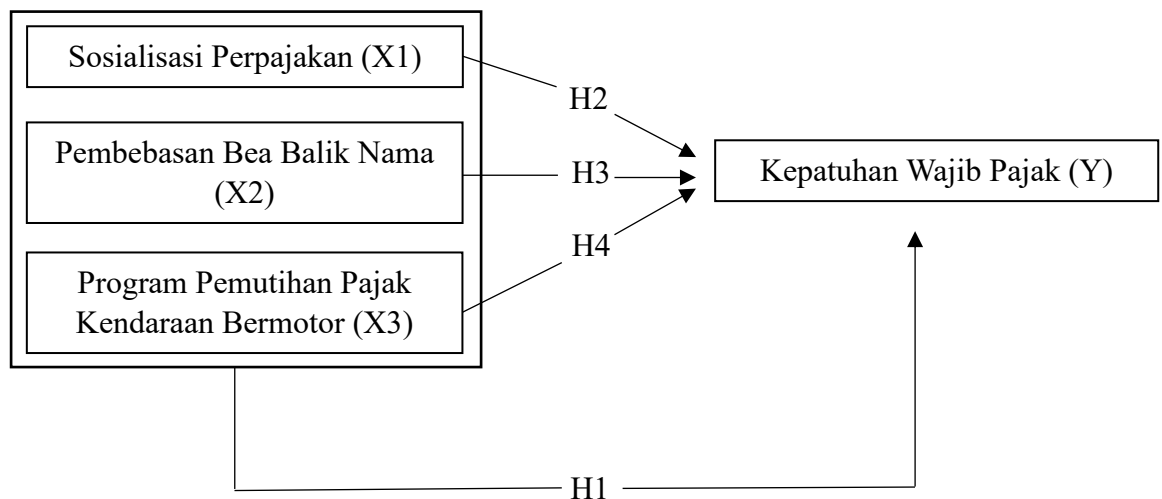 Sosialisasi Perpajakan (X1)
H2
Pembebasan Bea Balik Nama
(X2)
H3
Kepatuhan Wajib Pajak (Y)
H4
Program Pemutihan Pajak
Kendaraan Bermotor (X3)
H1